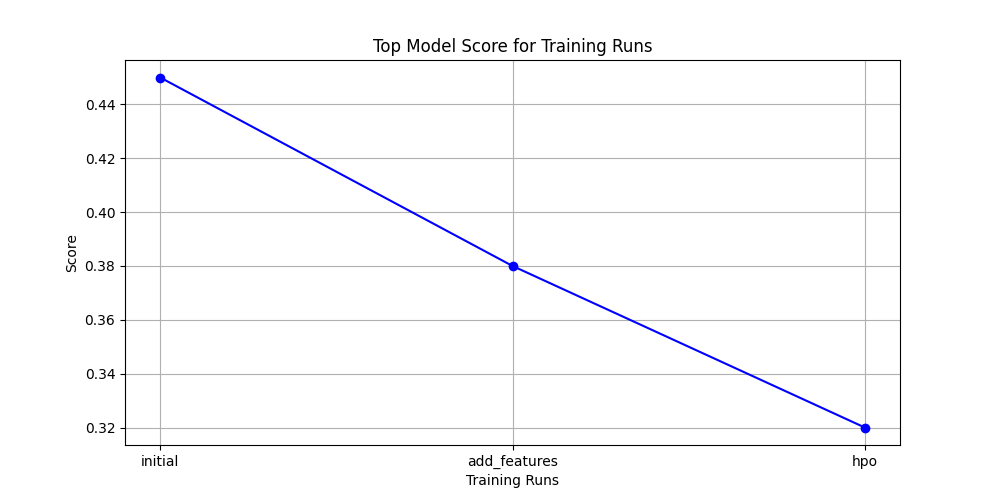 Top Model Score for Training Runs
0.44
0.42
0.40
0.38
0.36
0.34
0.32
Score
initial
add_features
hpo
Training Runs